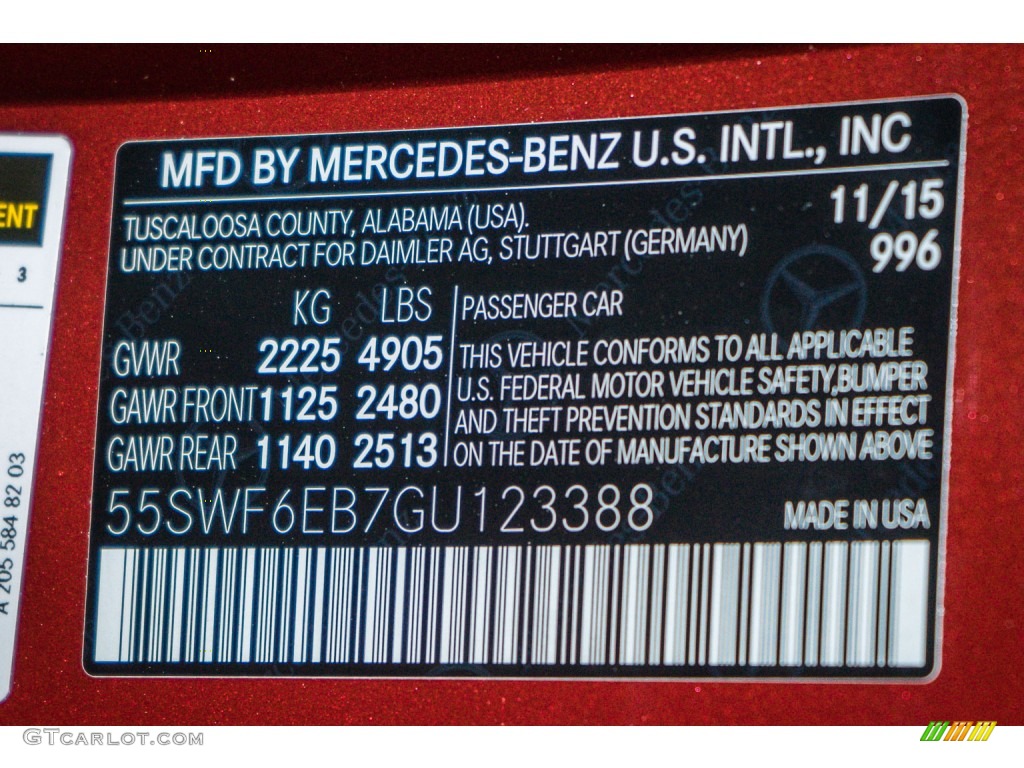 MFD BY MERCEDES-BENZ U.S. INTL., INC
TUSCALOOSA COUNTY, ALABAMA (USA). 11/15
UNDER CONTRACT FOR DAIMLER AG, STUTTGART (GERMANY) 996
KG LBS
GVWR 2225 4905
GAWR FRONT 1125 2480
GAWR REAR 1140 2513
PASSENGER CAR
THIS VEHICLE CONFORMS TO ALL APPLICABLE
U.S. FEDERAL MOTOR VEHICLE SAFETY,BUMPER
AND THEFT PREVENTION STANDARDS IN EFFECT
ON THE DATE OF MANUFACTURE SHOWN ABOVE
55SWF6EB7GU123388
MADE IN USA
ENT
3
A 205 584 82 03
GTCARLOT.COM